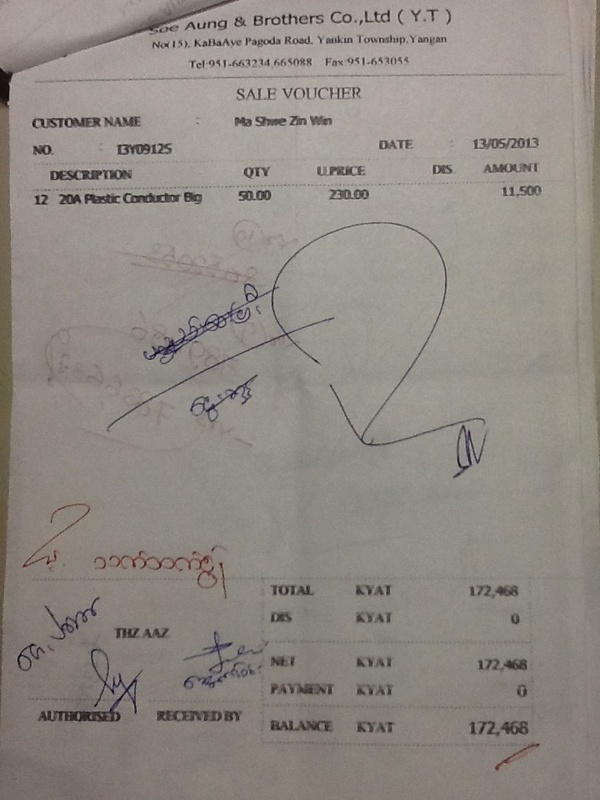 Soe Aung & Brothers Co.,Ltd ( Y.T )
No(15), KaBaAye Pagoda Road, Yankin Township,Yangan
Tel:951-663234,665088 Fax:951-653055
SALE VOUCHER
CUSTOMER NAME : Ma Shwe Zin Win
NO. : 13Y09125 DATE : 13/05/2013
DESCRIPTION QTY U.PRICE DIS. AMOUNT
12 20A Plastic Conductor Big 50.00 230.00 11,500
TOTAL KYAT 172,468
DIS KYAT 0
THZ AAZ
NET KYAT 172,468
PAYMENT KYAT 0
AUTHORISED RECEIVED BY
BALANCE KYAT 172,468